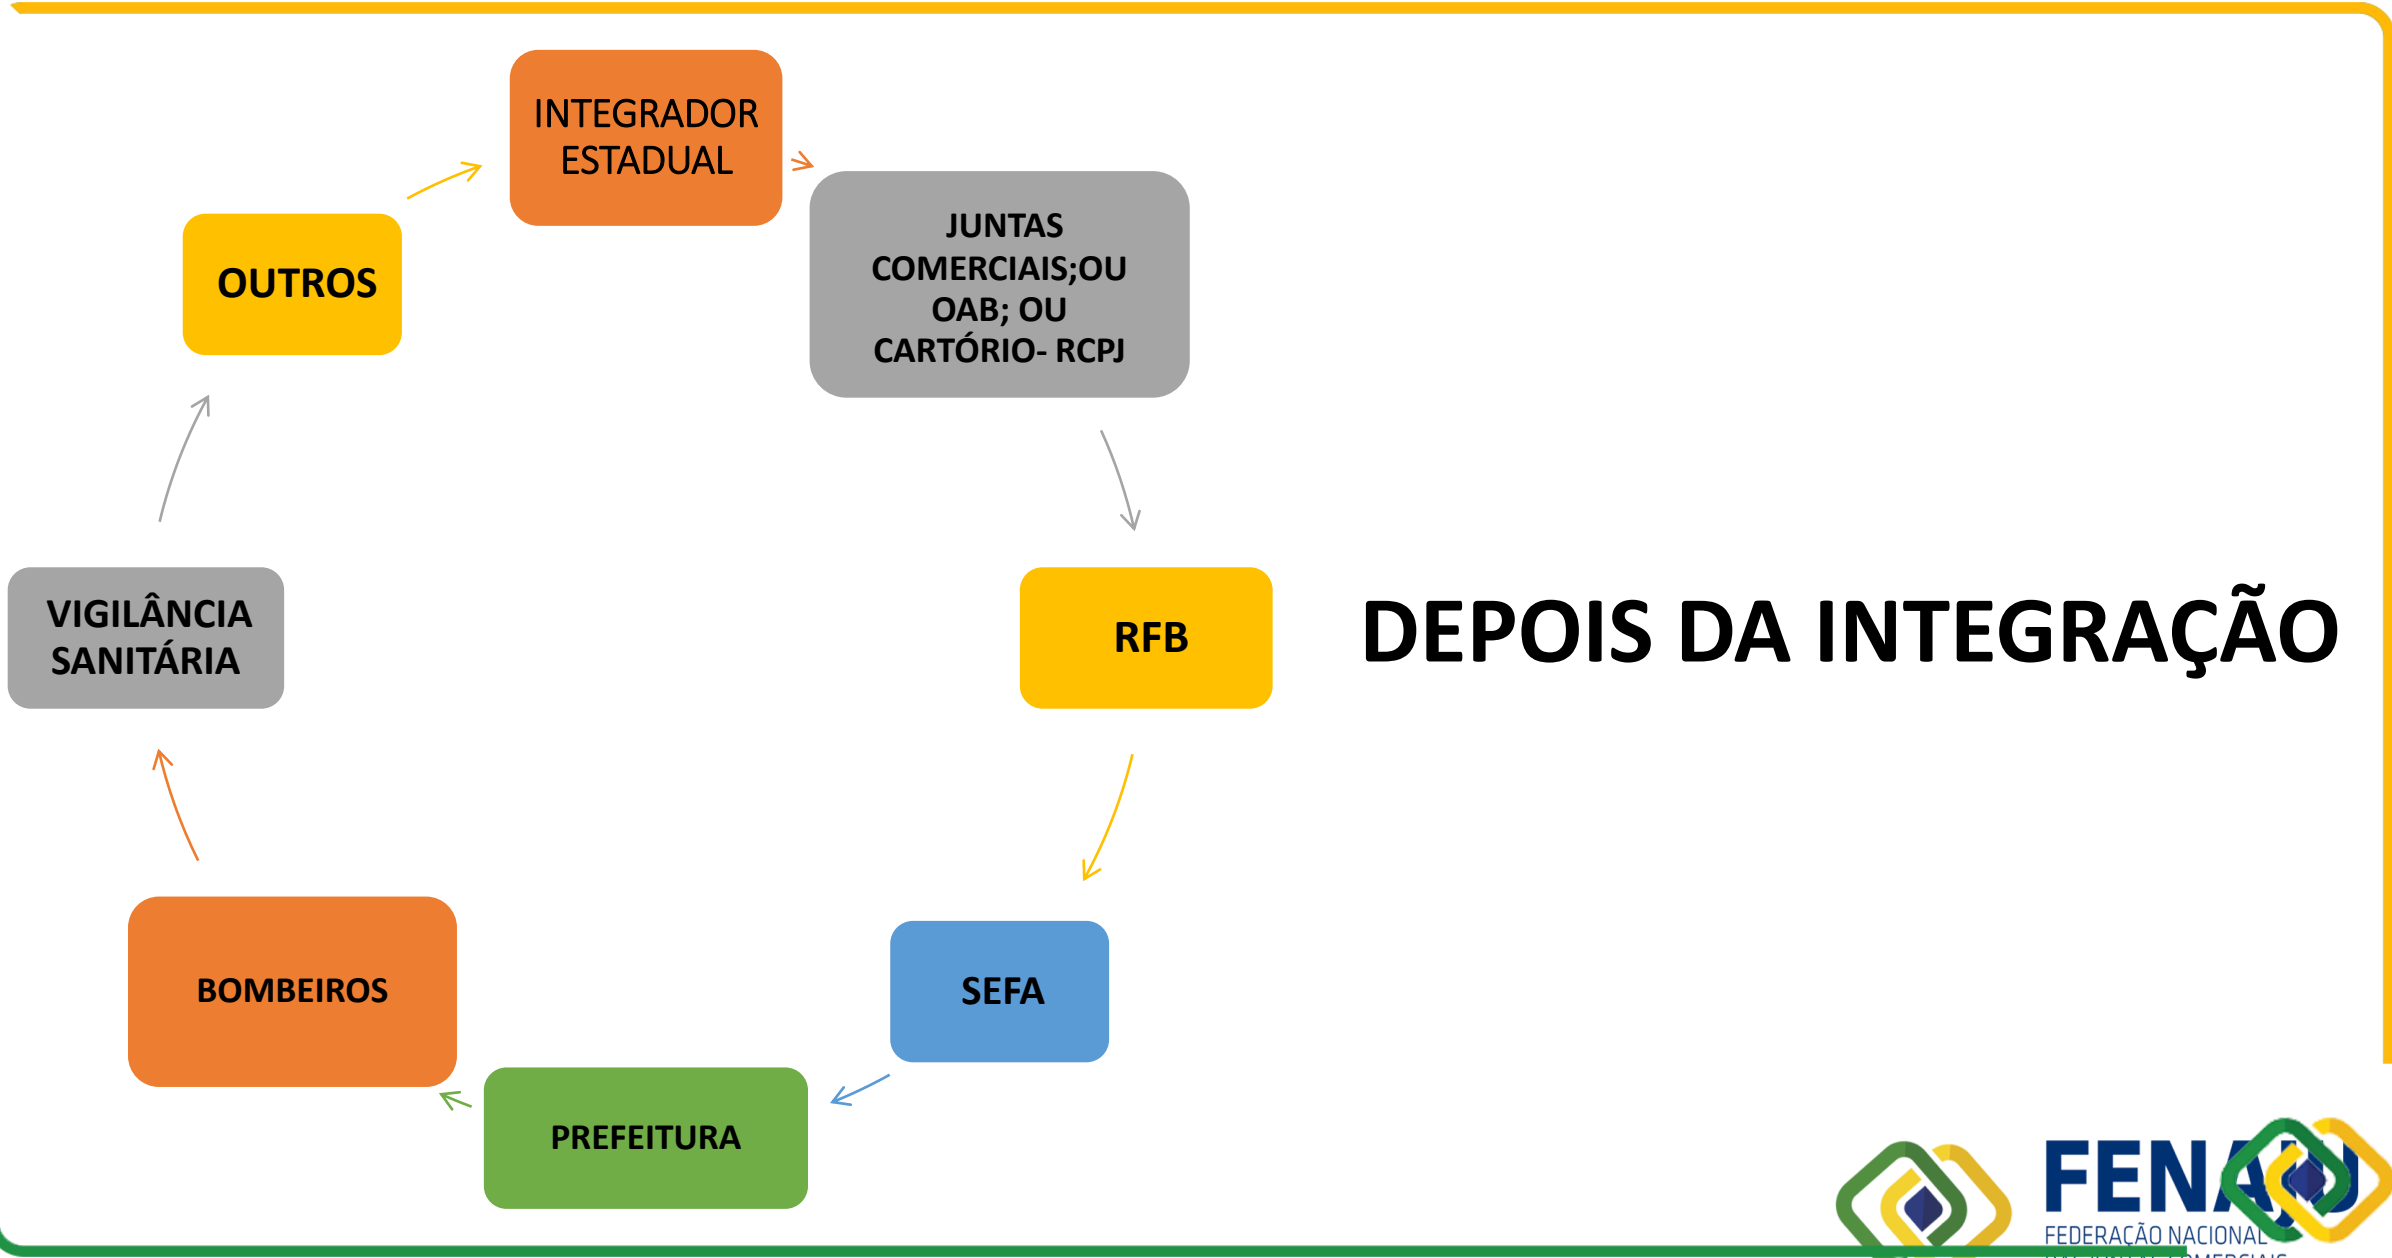 INTEGRADOR
ESTADUAL
JUNTAS
COMERCIAIS;OU
OAB; OU
CARTÓRIO- RCPJ
RFB
SEFA
PREFEITURA
BOMBEIROS
VIGILÂNCIA
SANITÁRIA
OUTROS
DEPOIS DA INTEGRAÇÃO
FENAJU
FEDERAÇÃO NACIONAL